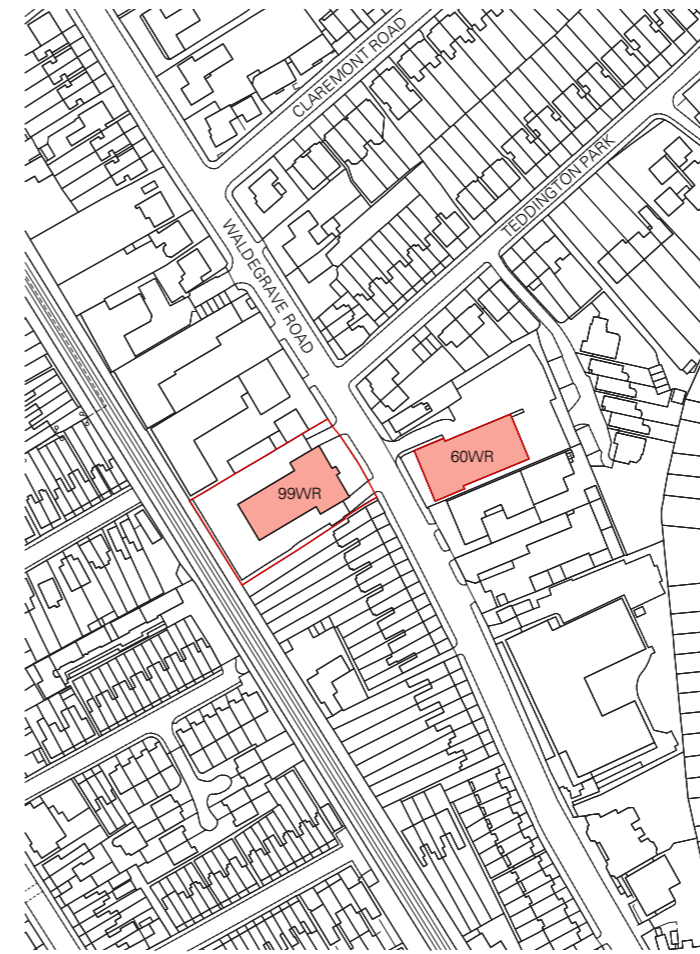 CLAREMONT ROAD
TEDDINGTON PARK
WALDEGRAVE ROAD
60WR
99WR